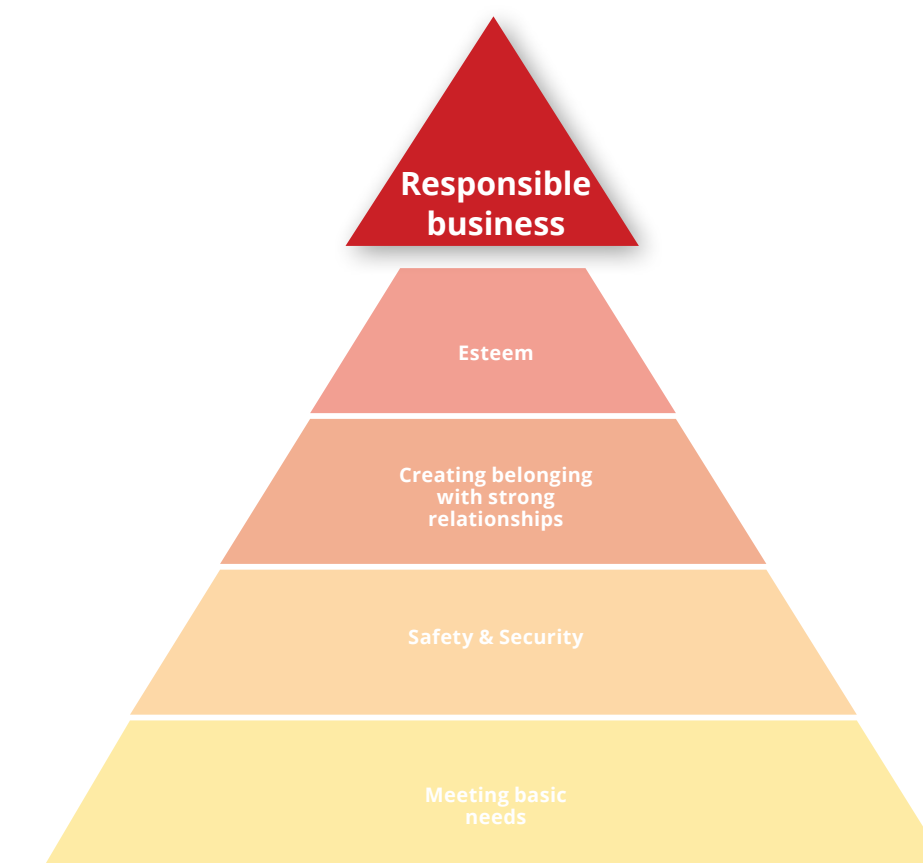 Responsible
business
Esteem
Creating belonging
with strong
relationships
Safety & Security
Meeting basic
needs